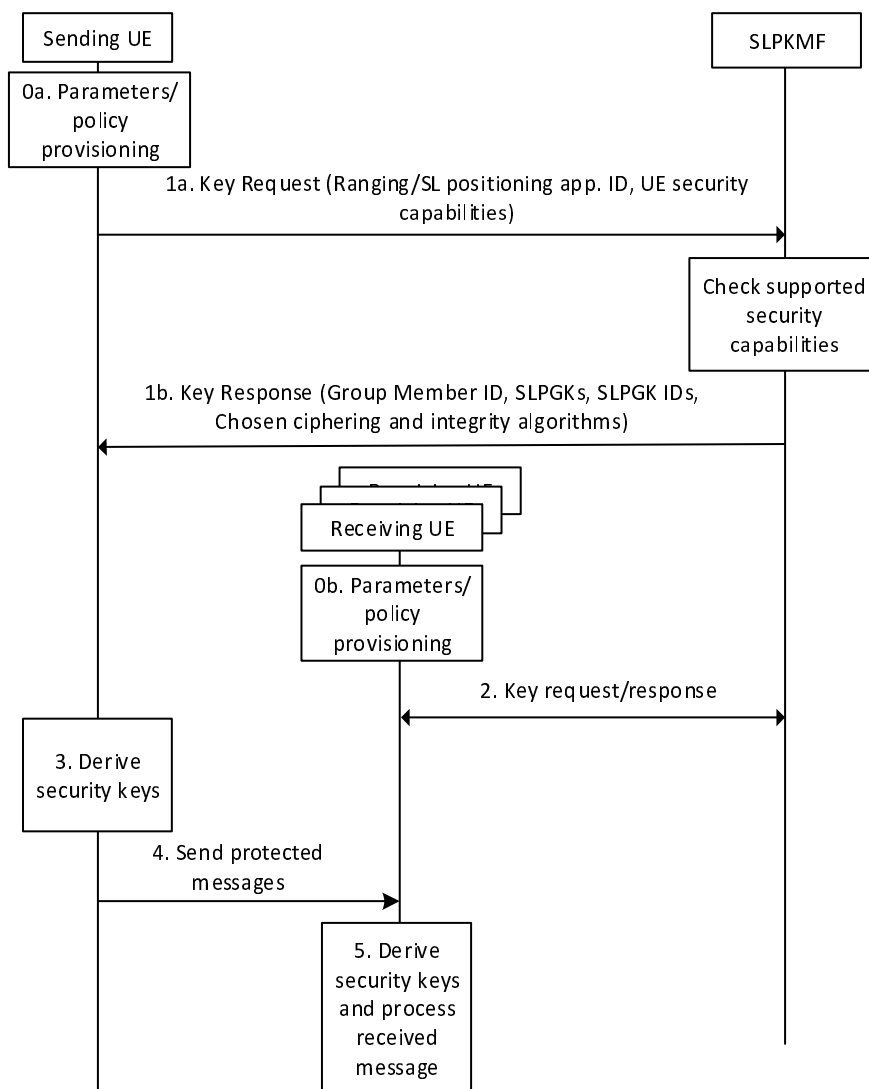 Sending UE
SLPKMF
0a. Parameters/
policy
provisioning
1a. Key Request (Ranging/SL positioning app. ID, UE security
capabilities)
Check supported
security
capabilities
1b. Key Response (Group Member ID, SLPGKs, SLPGK IDs,
Chosen ciphering and integrity algorithms)
Receiving UE
0b. Parameters/
policy
provisioning
2. Key request/response
3. Derive
security keys
4. Send protected
messages
5. Derive
security keys
and process
received
message